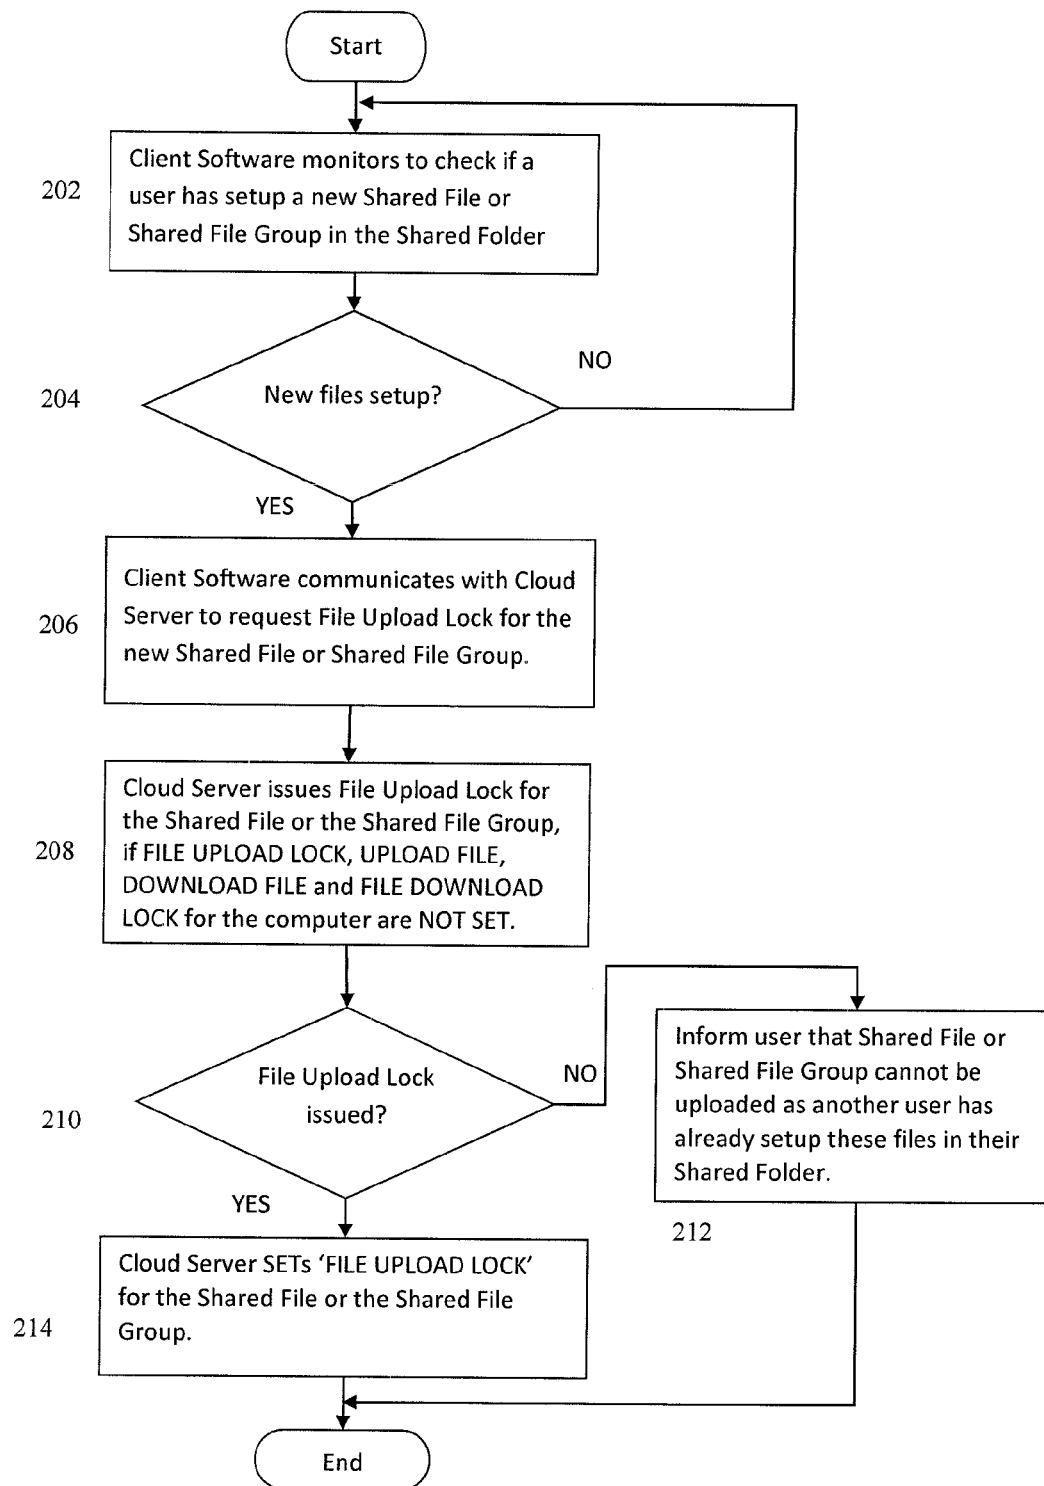 Start
202
Client Software monitors to check if a
user has setup a new Shared File or
Shared File Group in the Shared Folder
204
New files setup?
NO
YES
206
Client Software communicates with Cloud
Server to request File Upload Lock for the
new Shared File or Shared File Group.
208
Cloud Server issues File Upload Lock for
the Shared File or the Shared File Group,
if FILE UPLOAD LOCK, UPLOAD FILE,
DOWNLOAD FILE and FILE DOWNLOAD
LOCK for the computer are NOT SET.
210
File Upload Lock
issued?
NO
YES
Inform user that Shared File or
Shared File Group cannot be
uploaded as another user has
already setup these files in their
Shared Folder.
212
214
Cloud Server SETs ‘FILE UPLOAD LOCK’
for the Shared File or the Shared File
Group.
End